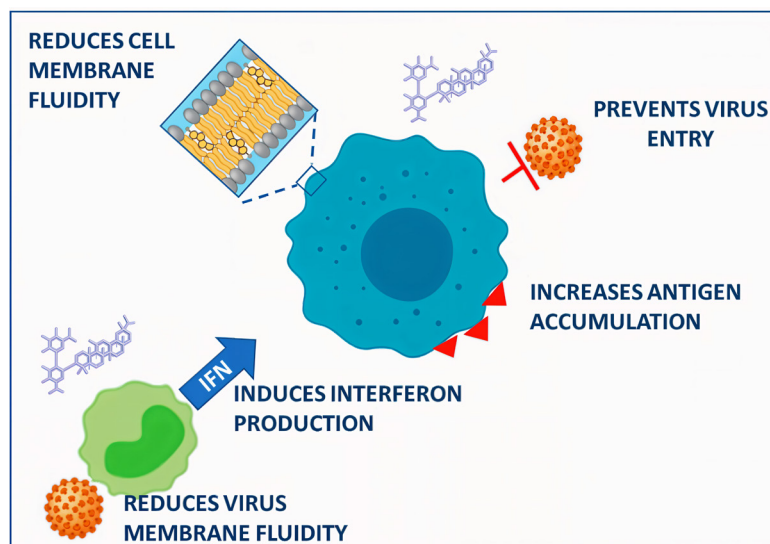 REDUCES CELL
MEMBRANE
FLUIDITY
PREVENTS VIRUS
ENTRY
INCREASES ANTIGEN
ACCUMULATION
IFN
INDUCES INTERFERON
PRODUCTION
REDUCES VIRUS
MEMBRANE FLUIDITY